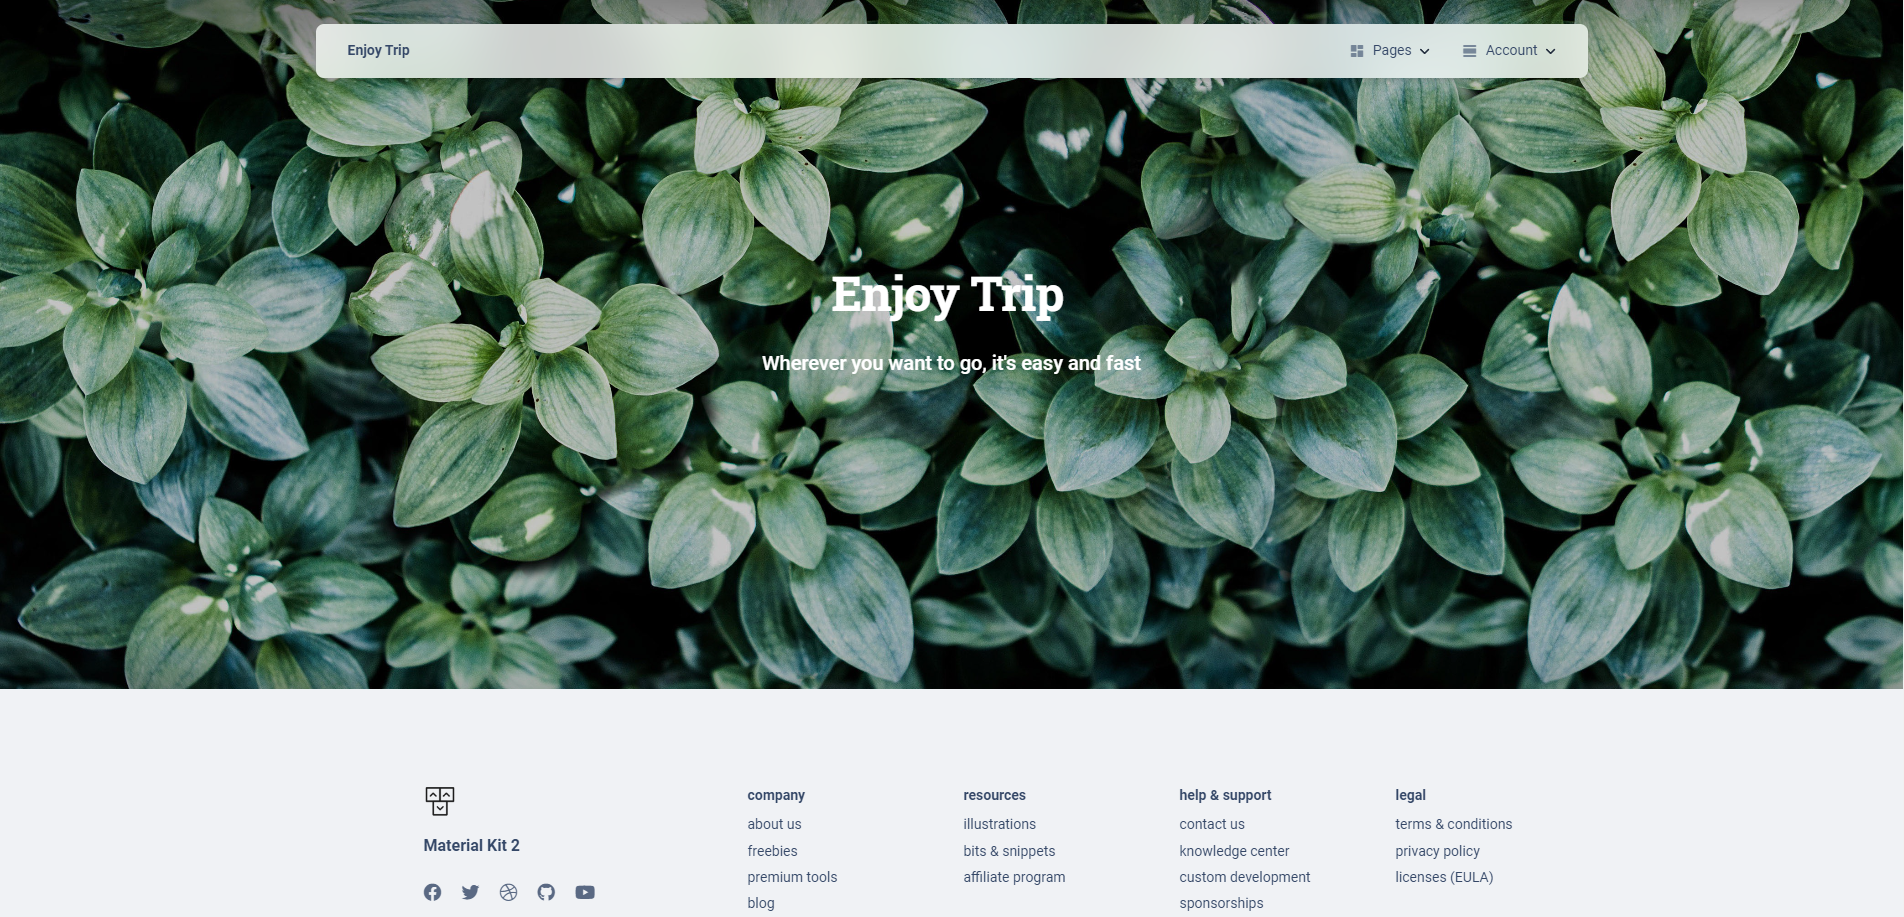 Enjoy Trip
Pages
Account
Enjoy Trip
Wherever you want to go, it's easy and fast
Material Kit 2
company
about us
freebies
premium tools
blog
resources
illustrations
bits & snippets
affiliate program
help & support
contact us
knowledge center
custom development
sponsorships
legal
terms & conditions
privacy policy
licenses (EULA)